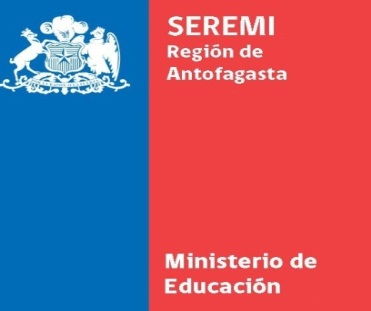 SEREMI
Región de
Antofagasta
Ministerio de
Educación